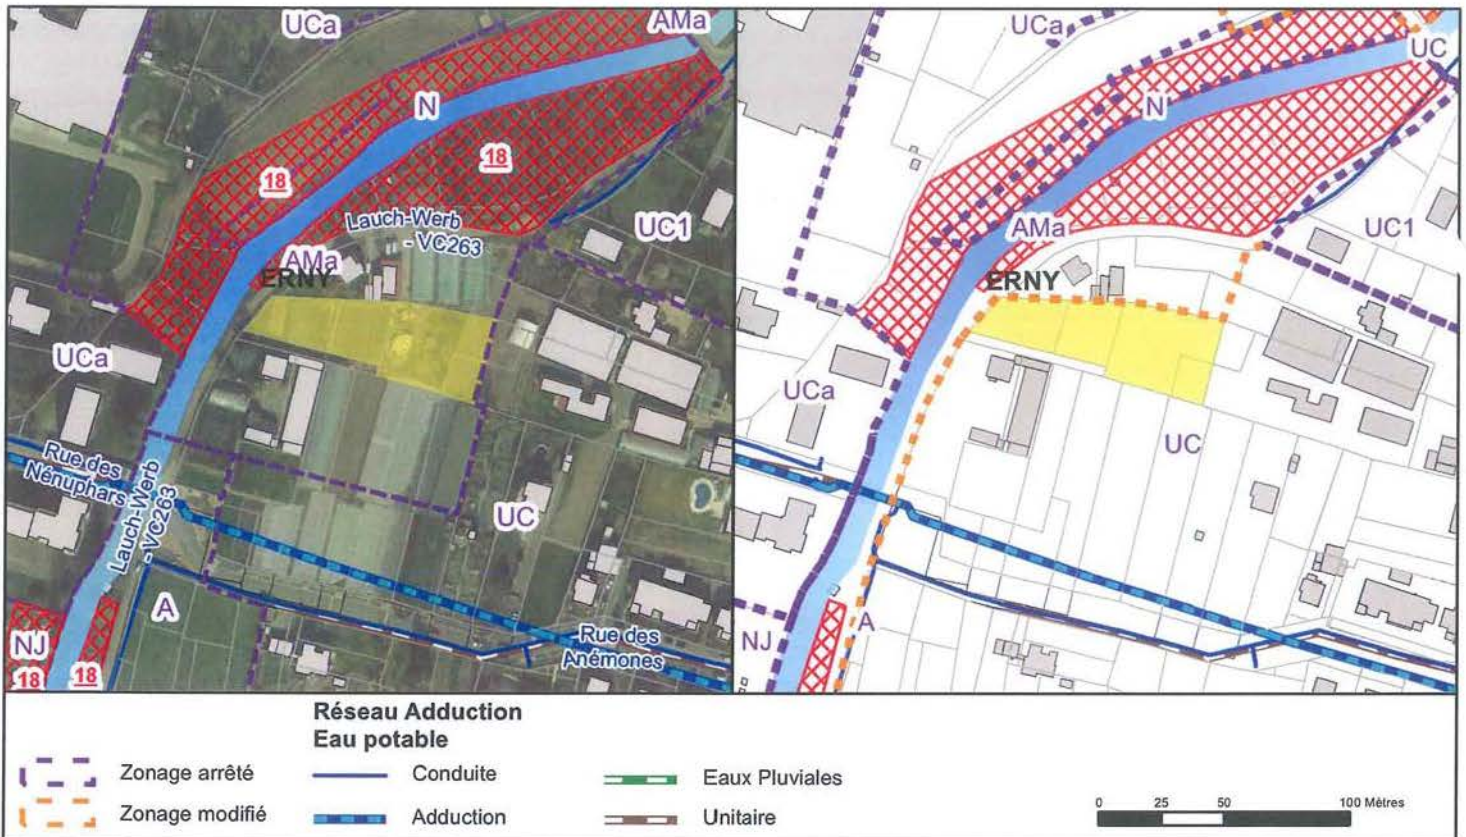 UCa
AMa
N
18
18
Lauch-Werb
- VC263
UC1
AMa
ERNY
UCa
Rue des
Nénuphars
Lauch-Werb
- VC263
UC
A
NJ
18
18
Rue des
Anémones
UCa
UC
N
AMa
UC1
ERNY
UCa
UC
A
NJ
Réseau Adduction
Eau potable
Zonage arrêté
Conduite
Eaux Pluviales
Zonage modifié
Adduction
Unitaire
0 25 50 100 Mètres